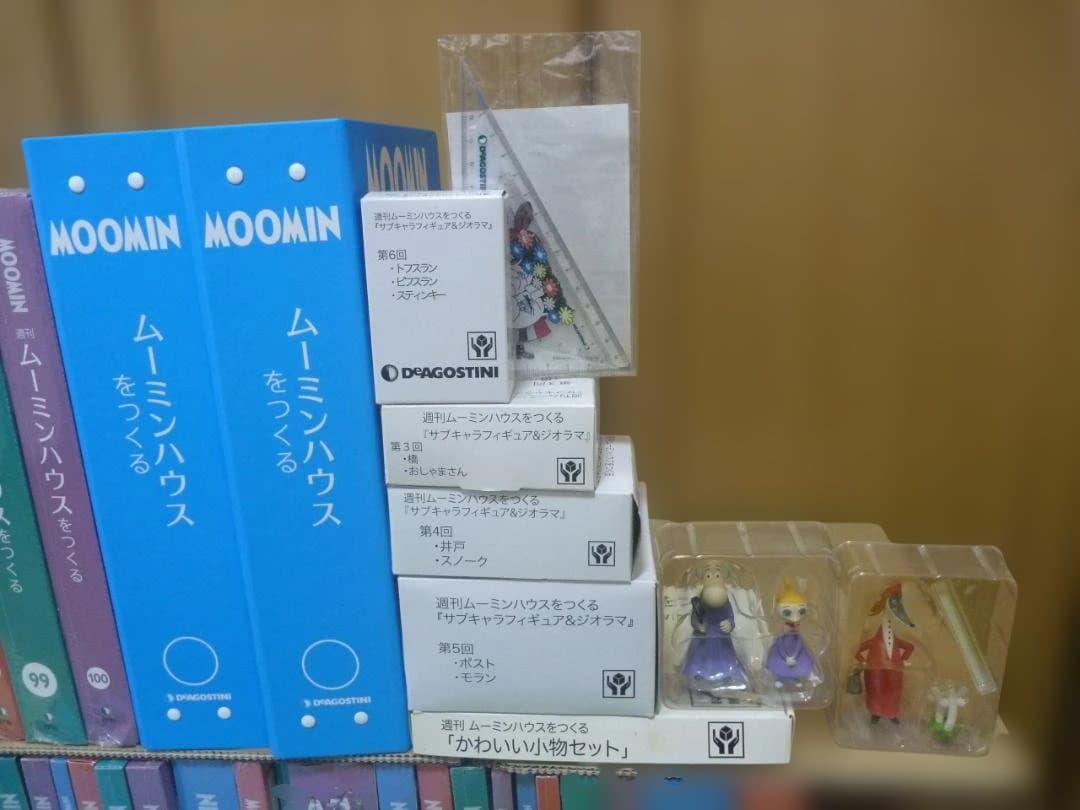 MOOMIN
週刊
ムーミンハウス
をつくる
99
100
MOOMIN
ムーミンハウス
をつくる
DeAGOSTINI
MOOMIN
ムーミンハウス
をつくる
DeAGOSTINI
MOOMIN
DeAGOSTINI
週刊ムーミンハウスをつくる
『サブキャラフィギュア&ジオラマ』
第6回
・トフスラン
・ビフスラン
・スティンキー
DeAGOSTINI
週刊ムーミンハウスをつくる
『サブキャラフィギュア&ジオラマ』
第3回
・橋
・おしゃまさん
週刊ムーミンハウスをつくる
『サブキャラフィギュア&ジオラマ』
第4回
・井戸
・スノーク
週刊ムーミンハウスをつくる
『サブキャラフィギュア&ジオラマ』
第5回
・ポスト
・モラン
週刊 ムーミンハウスをつくる
「かわいい小物セット」